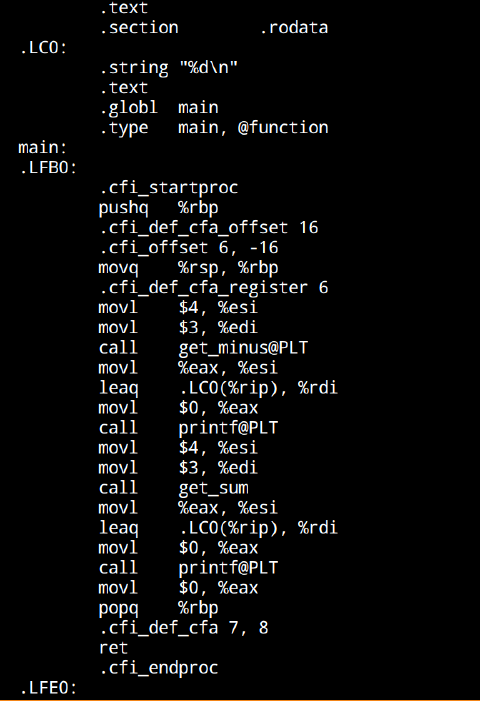 .text
.section .rodata
.LC0:
.string "%d\n"
.text
.globl main
.type main, @function
main:
.LFB0:
.cfi_startproc
pushq %rbp
.cfi_def_cfa_offset 16
.cfi_offset 6, -16
movq %rsp, %rbp
.cfi_def_cfa_register 6
movl $4, %esi
movl $3, %edi
call get_minus@PLT
movl %eax, %esi
leaq .LC0(%rip), %rdi
movl $0, %eax
call printf@PLT
movl $4, %esi
movl $3, %edi
call get_sum
movl %eax, %esi
leaq .LC0(%rip), %rdi
movl $0, %eax
call printf@PLT
movl $0, %eax
popq %rbp
.cfi_def_cfa 7, 8
ret
.cfi_endproc
.LFE0: